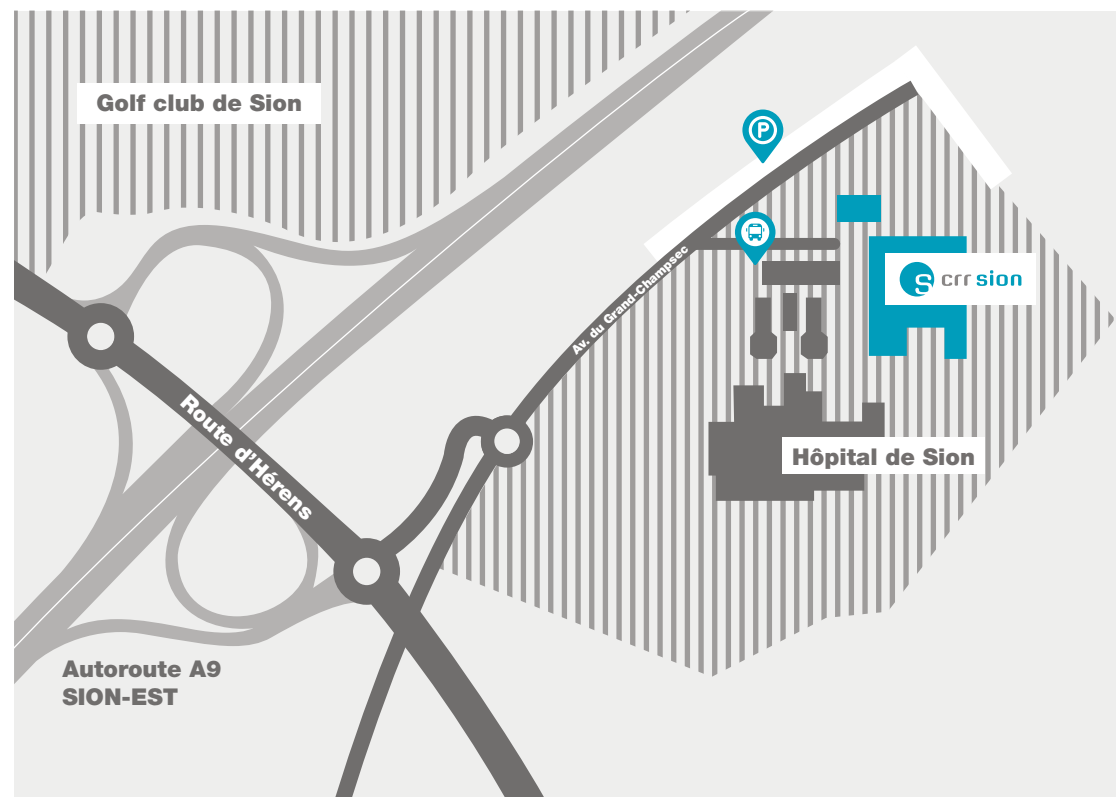 Golf club de Sion
P
Av. du Grand-Champsec
S crr sion
Route d'Hérens
Hôpital de Sion
Autoroute A9
SION-EST